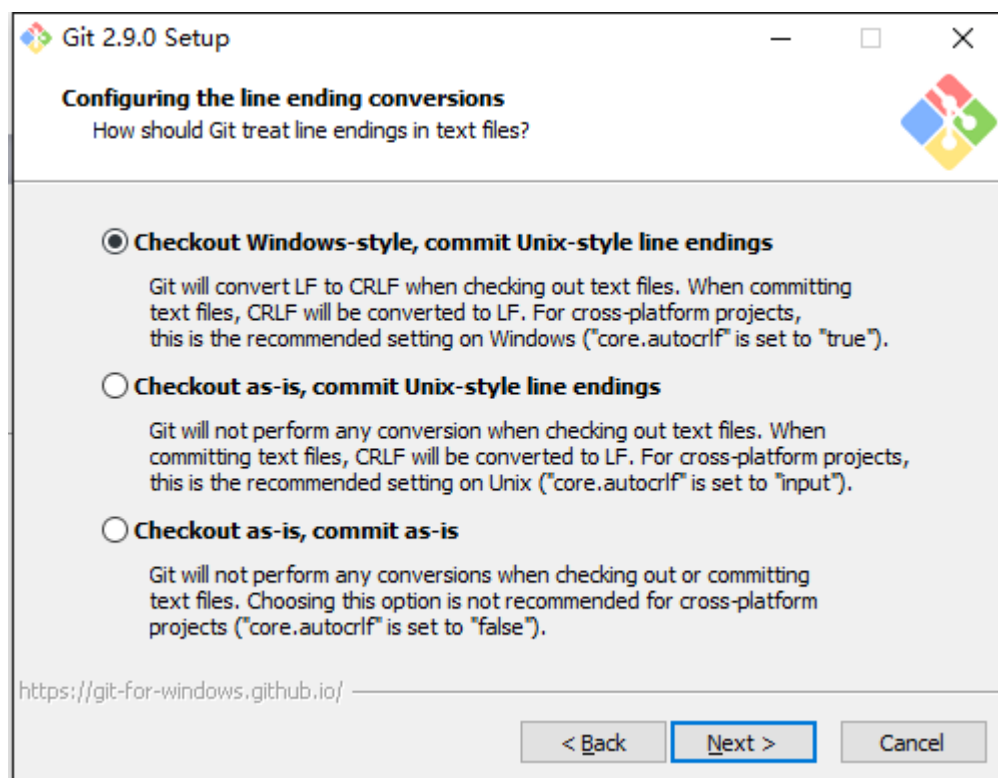 Git 2.9.0 Setup
Configuring the line ending conversions
How should Git treat line endings in text files?
Checkout Windows-style, commit Unix-style line endings
Git will convert LF to CRLF when checking out text files. When committing
text files, CRLF will be converted to LF. For cross-platform projects,
this is the recommended setting on Windows ("core.autocrlf" is set to "true").
Checkout as-is, commit Unix-style line endings
Git will not perform any conversion when checking out text files. When
committing text files, CRLF will be converted to LF. For cross-platform projects,
this is the recommended setting on Unix ("core.autocrlf" is set to "input").
Checkout as-is, commit as-is
Git will not perform any conversions when checking out or committing
text files. Choosing this option is not recommended for cross-platform
projects ("core.autocrlf" is set to "false").
https://git-for-windows.github.io/
< Back Next > Cancel